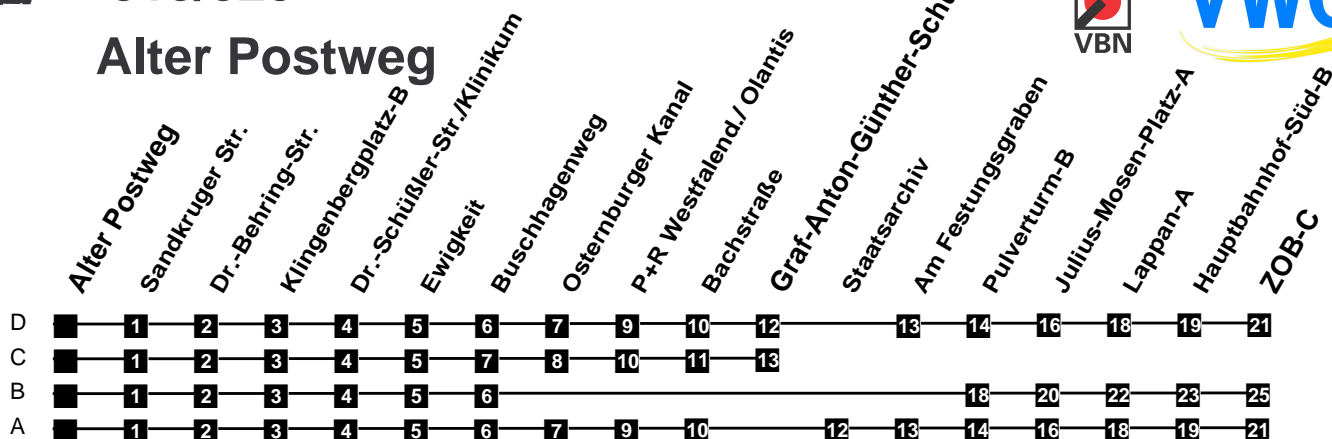 Alter Postweg
VBN
Alter Postweg
Sandkruger Str.
Dr.-Behring-Str.
Klingenbergplatz-B
Dr.-Schüßler-Str./Klinikum
Ewigkeit
Buschhagenweg
Osternburger Kanal
P+R Westfalend./ Olantis
Bachstraße
Staatsarchiv
Am Festungsgraben
Pulverturm-B
Julius-Mosen-Platz-A
Lappan-A
Hauptbahnhof-Süd-B
ZOB-C
D 1 2 3 4 5 6 7 9 10 12 13 14 16 18 19 21
C 1 2 3 4 5 7 8 10 11 13
B 1 2 3 4 5 6 18 20 22 23 25
A 1 2 3 4 5 6 7 9 10 12 13 14 16 18 19 21